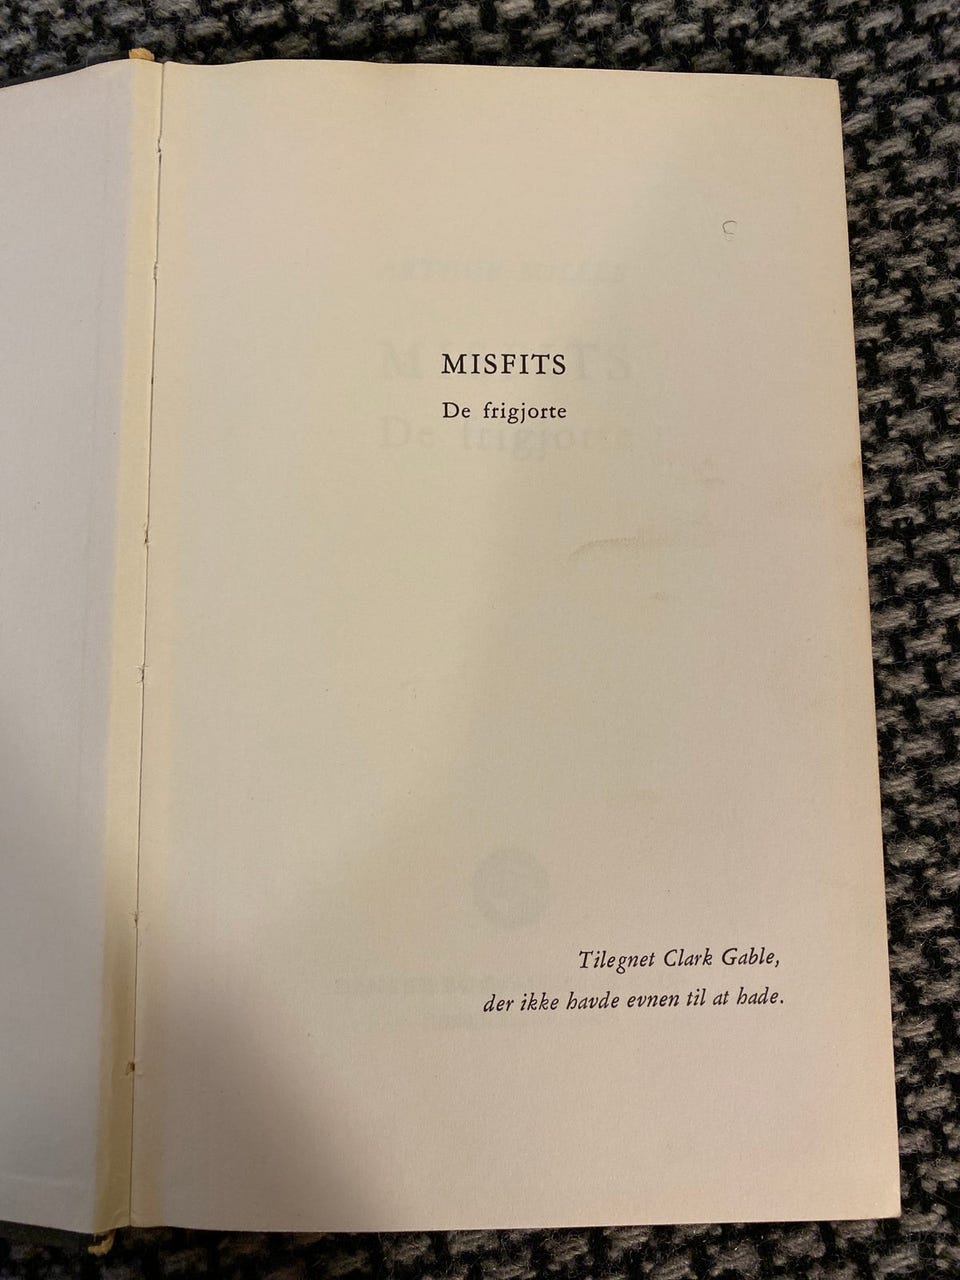 MISFITS
De frigjorte
Tilegnet Clark Gable,
der ikke havde evnen til at hade.